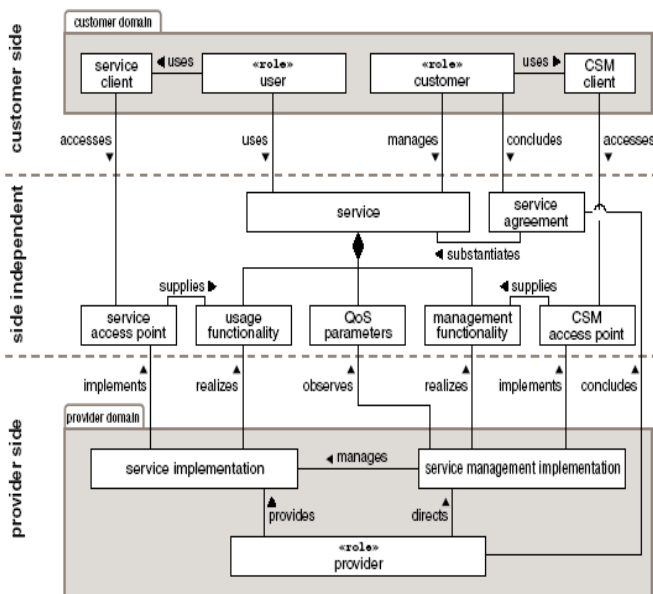 customer domain
customer side
service
client
◄ uses
«role»
user
«role»
customer
uses ►
CSM
client
accesses
▼
uses
▼
manages
▼
concludes
▼
accesses
▼
side independent
service
service
agreement
◄ substantiates
supplies ►
◄ supplies
service
access point
usage
functionality
QoS
parameters
management
functionality
CSM
access point
▲
implements
▲
realizes
▲
observes
▲
realizes
▲
implements
▲
concludes
provider side
provider domain
service implementation
◄ manages
service management implementation
▲
provides
▲
directs
«role»
provider